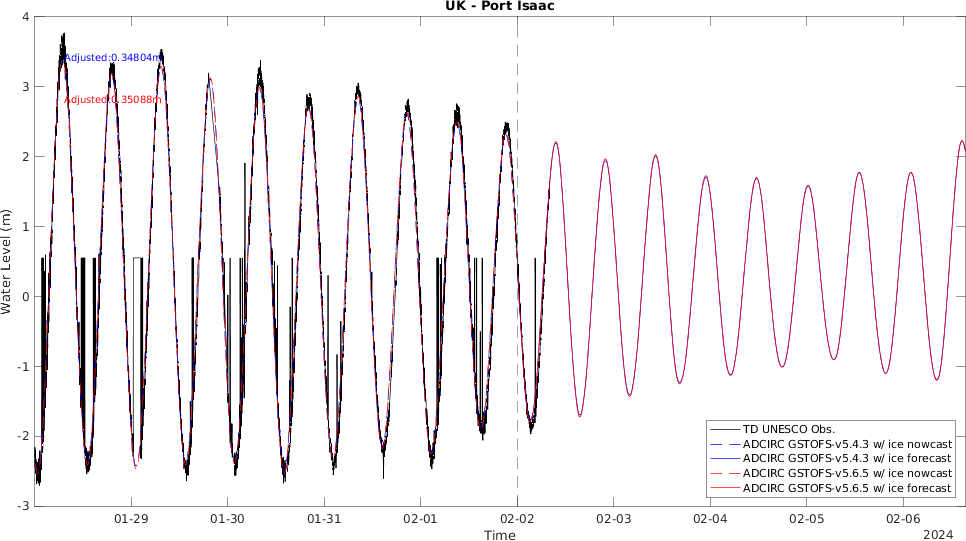 UK - Port Isaac
4
Adjusted:0.34804m
3
Adjusted:0.35088m
2
1
0
-1
-2
-3
Water Level (m)
TD UNESCO Obs.
ADCIRC GSTOFS-v5.4.3 w/ ice nowcast
ADCIRC GSTOFS-v5.4.3 w/ ice forecast
ADCIRC GSTOFS-v5.6.5 w/ ice nowcast
ADCIRC GSTOFS-v5.6.5 w/ ice forecast
01-29 01-30 01-31 02-01 02-02 02-03 02-04 02-05 02-06
Time
2024